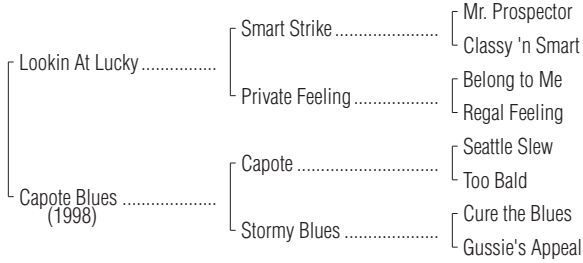 Mr. Prospector
Smart Strike ......................
Classy 'n Smart
Lookin At Lucky ................
Belong to Me
Private Feeling ..................
Regal Feeling
Seattle Slew
Capote ..............................
Too Bald
Capote Blues ....................
(1998)
Cure the Blues
Stormy Blues ....................
Gussie's Appeal